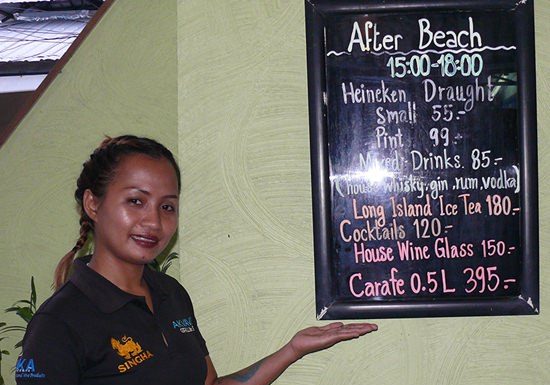 After Beach
15:00-18:00
Heineken Draught
Small 55.-
Pint 99.-
Mixed Drinks. 85.-
(house whisky, gin, rum, vodka)
Long Island Ice Tea 180.-
Cocktails 120.-
House Wine Glass 150.-
Carafe 0.5L 395.-
SINGHA